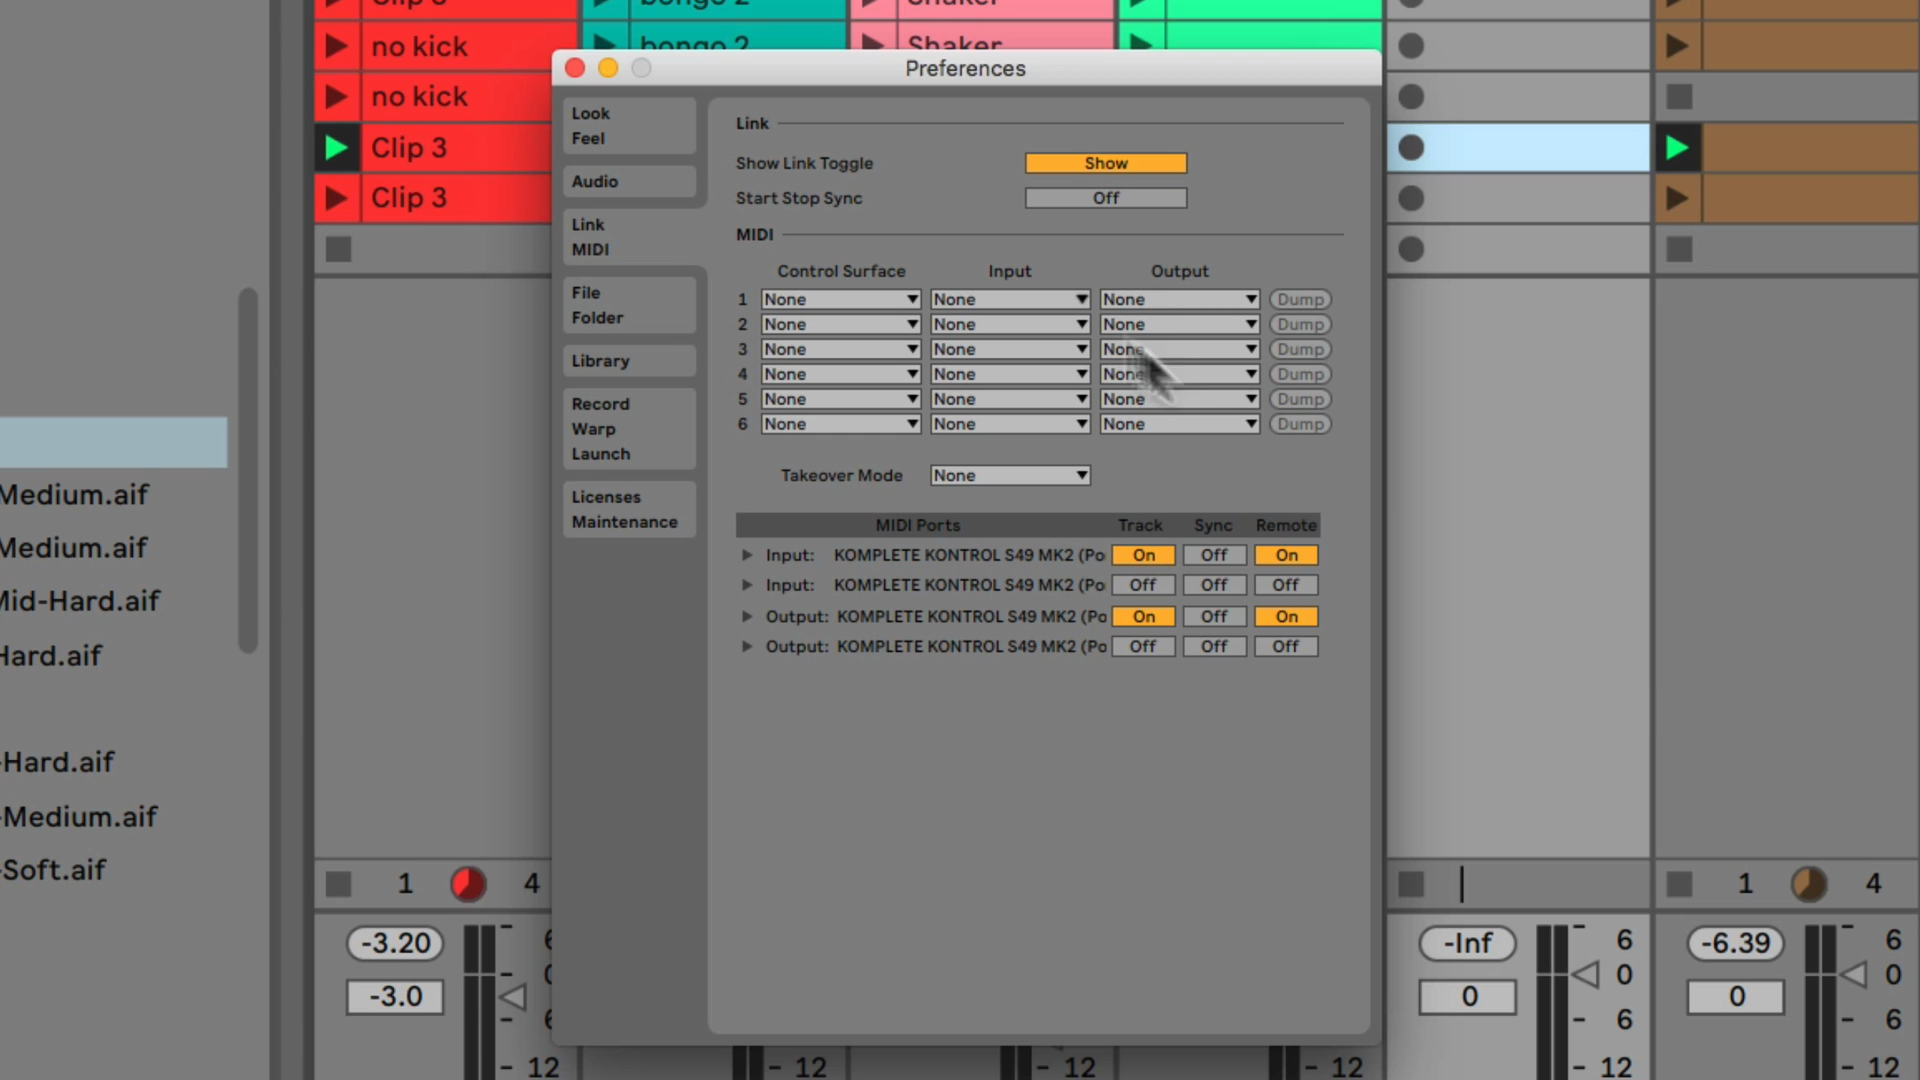 Clip 3
bongo 2
Shaker
no kick
bongo 2
Shaker
no kick
Clip 3
Clip 3
Preferences
Look
Feel
Audio
Link
MIDI
File
Folder
Library
Record
Warp
Launch
Licenses
Maintenance
Link
Show Link Toggle Show
Start Stop Sync Off
MIDI
Control Surface Input Output
1 None None None Dump
2 None None None Dump
3 None None None Dump
4 None None None Dump
5 None None None Dump
6 None None None Dump
Takeover Mode None
MIDI Ports Track Sync Remote
Input: KOMPLETE KONTROL S49 MK2 (Po On Off On
Input: KOMPLETE KONTROL S49 MK2 (Po Off Off Off
Output: KOMPLETE KONTROL S49 MK2 (Po On Off On
Output: KOMPLETE KONTROL S49 MK2 (Po Off Off Off
Medium.aif
Medium.aif
Mid-Hard.aif
Hard.aif
-Hard.aif
-Medium.aif
-Soft.aif
1 4
1 4
-3.20 6
-3.0 0
6
12
12
12
12
-Inf 6
0 0
6
12
-6.39 6
0 0
6
12